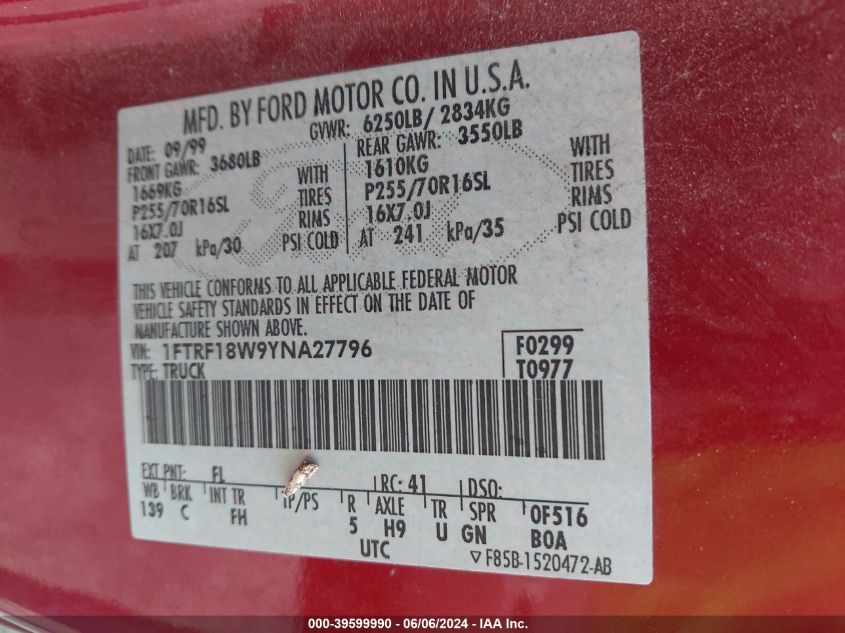 MFD. BY FORD MOTOR CO. IN U.S.A.
DATE: 09/99 GVWR: 6250LB/ 2834KG
FRONT GAWR: 3680LB REAR GAWR: 3550LB
1669KG WITH 1610KG WITH
P255/70R16SL TIRES P255/70R16SL TIRES
16X7.0J RIMS 16X7.0J RIMS
AT 207 kPa/30 PSI COLD AT 241 kPa/35 PSI COLD
THIS VEHICLE CONFORMS TO ALL APPLICABLE FEDERAL MOTOR
VEHICLE SAFETY STANDARDS IN EFFECT ON THE DATE OF
MANUFACTURE SHOWN ABOVE.
VIN: 1FTRF18W9YNA27796 F0299
TYPE: TRUCK T0977
EXT PNT: FL RC: 41 DSO:
WB BRK INT TR TP/PS R AXLE TR SPR 0F516
139 C FH 5 H9 U GN B0A
UTC ▽F85B-1520472-AB
000-39599990 - 06/06/2024 - IAA Inc.